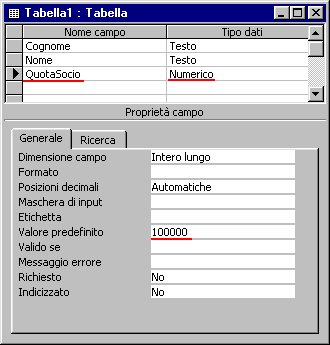 Tabella1 : Tabella
Nome campo Tipo dati
Cognome Testo
Nome Testo
QuotaSocio Numerico
Proprietà campo
Generale Ricerca
Dimensione campo Intero lungo
Formato
Posizioni decimali Automatiche
Maschera di input
Etichetta
Valore predefinito 100000
Valido se
Messaggio errore
Richiesto No
Indicizzato No